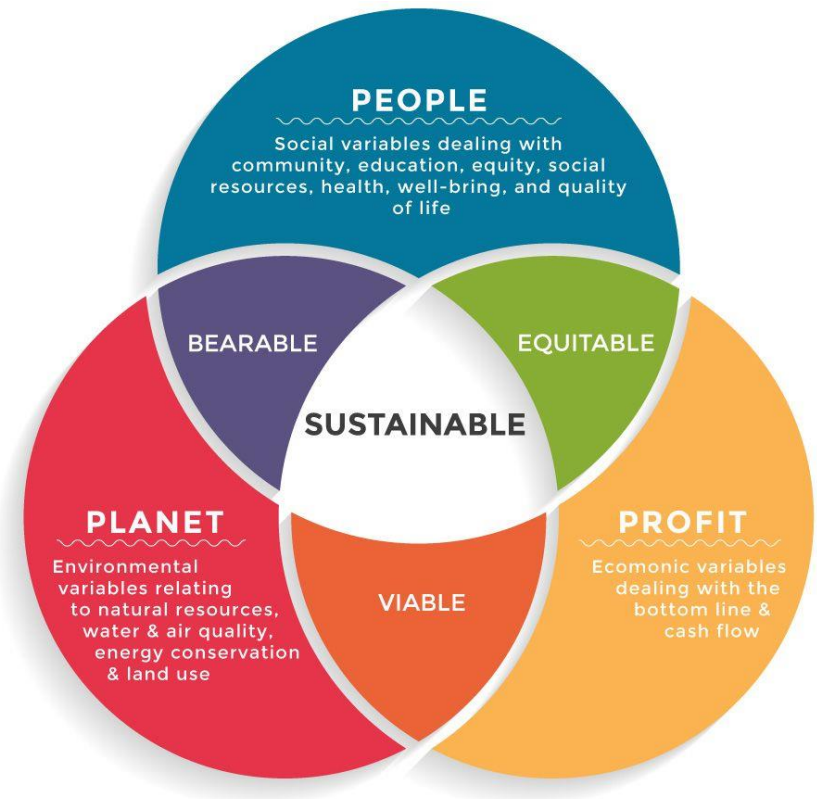 PEOPLE
Social variables dealing with
community, education, equity, social
resources, health, well-bring, and quality
of life
BEARABLE
EQUITABLE
SUSTAINABLE
PLANET
Environmental
variables relating
to natural resources,
water & air quality,
energy conservation
& land use
PROFIT
Ecomonic variables
dealing with the
bottom line &
cash flow
VIABLE